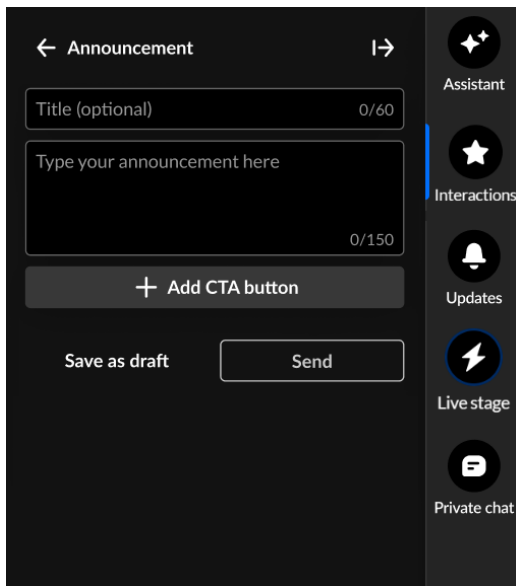 Announcement
Title (optional) 0/60
Type your announcement here
0/150
Add CTA button
Save as draft Send
Assistant
Interactions
Updates
Live stage
Private chat